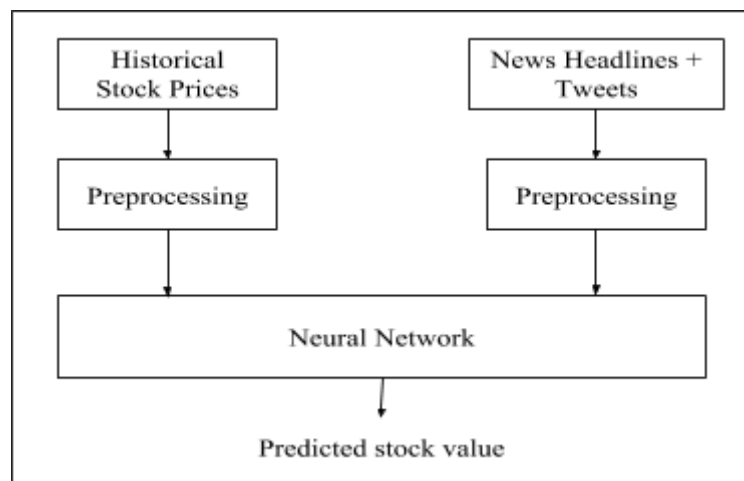 Historical
Stock Prices
News Headlines +
Tweets
Preprocessing
Preprocessing
Neural Network
Predicted stock value